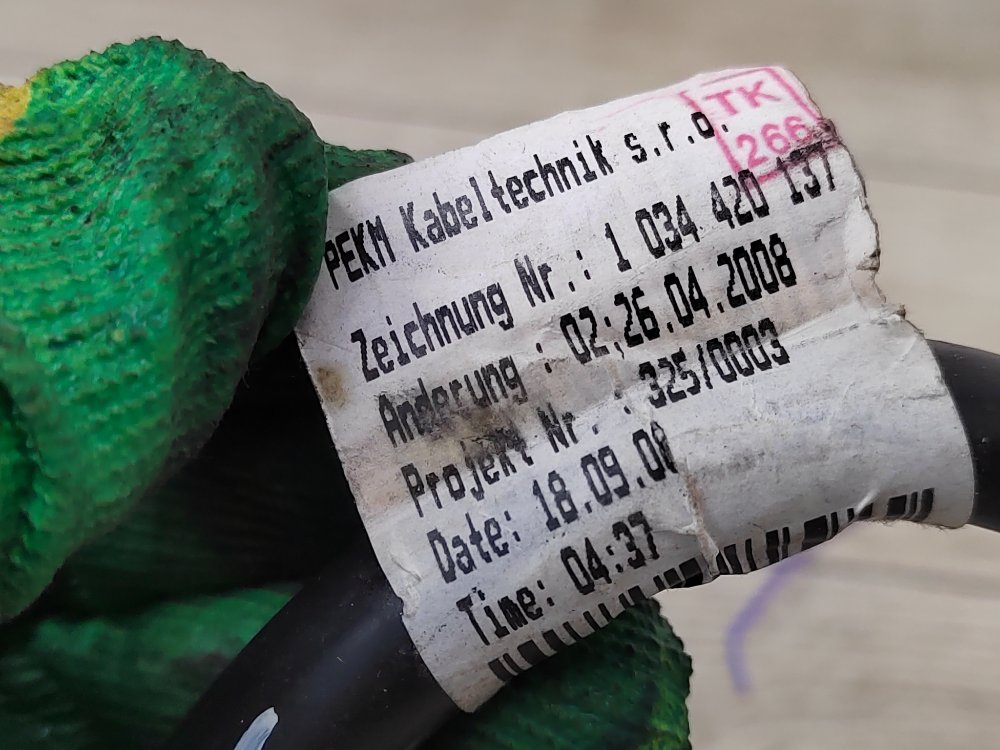 TK
266
PEKM Kabeltechnik s.r.o.
Zeichnung Nr.: 1 034 420 137
Änderung : 02;26.04.2008
Projekt Nr. : 325/0003
Date: 18.09.08
Time: 04:37